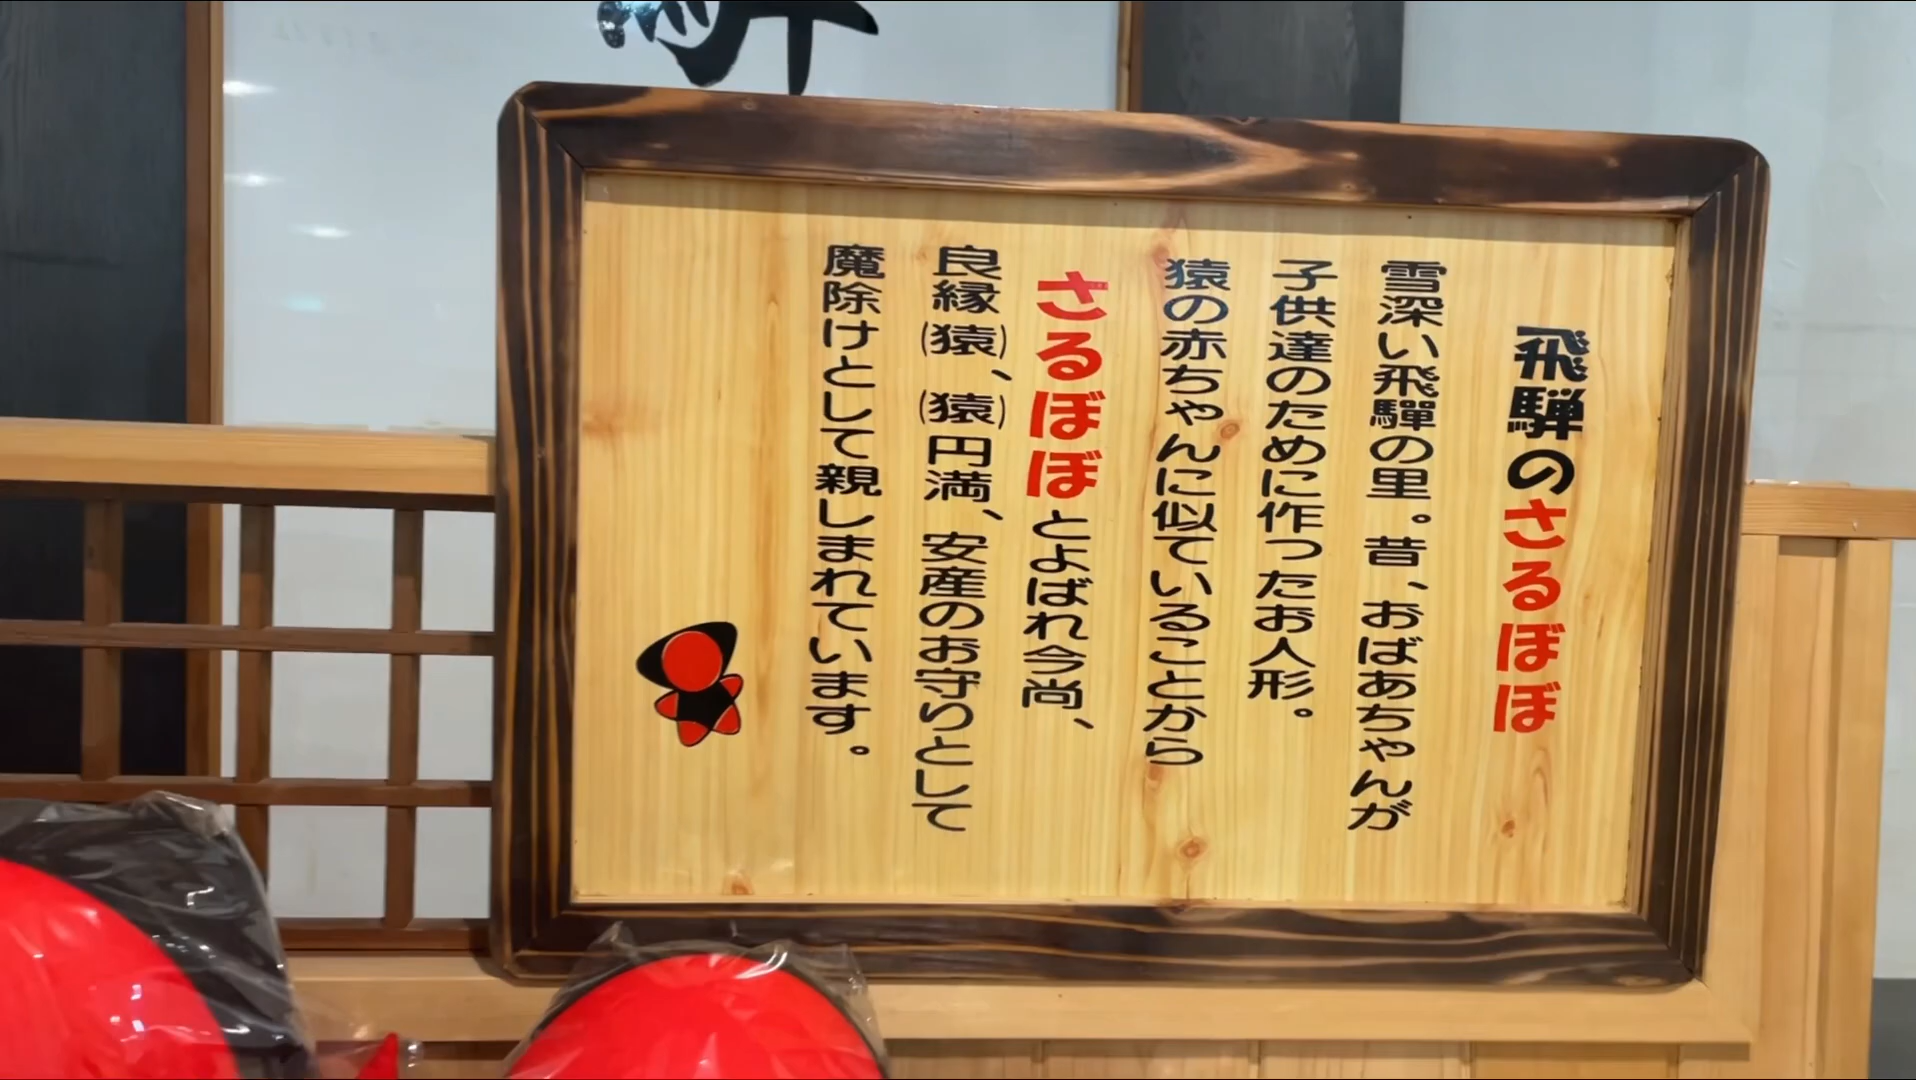 飛騨のさるぼぼ
雪深い飛驒の里。昔、おばあちゃんが
子供達のために作ったお人形。
猿の赤ちゃんに似ていることから
さるぼぼとよばれ今尚、
良縁(猿)、(猿)円満、安産のお守りとして
魔除けとして親しまれています。